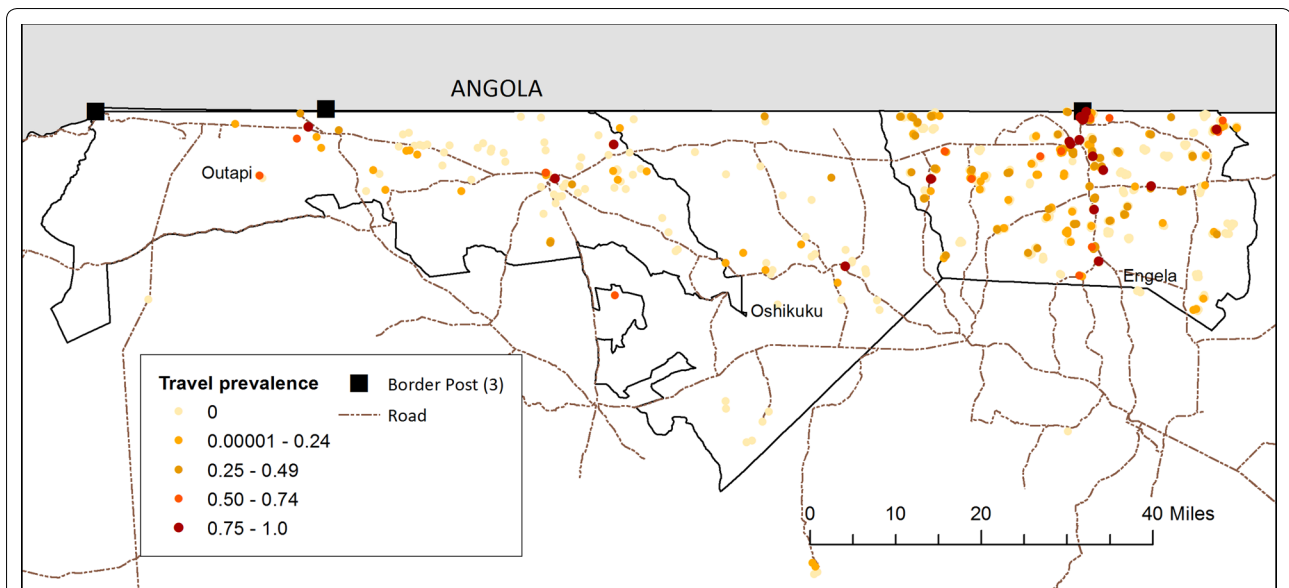 ANGOLA
Outapi
Engela
Oshikuku
Travel prevalence
Border Post (3)
0
Road
0.00001 - 0.24
0.25 - 0.49
0.50 - 0.74
0.75 - 1.0
0 10 20 40 Miles